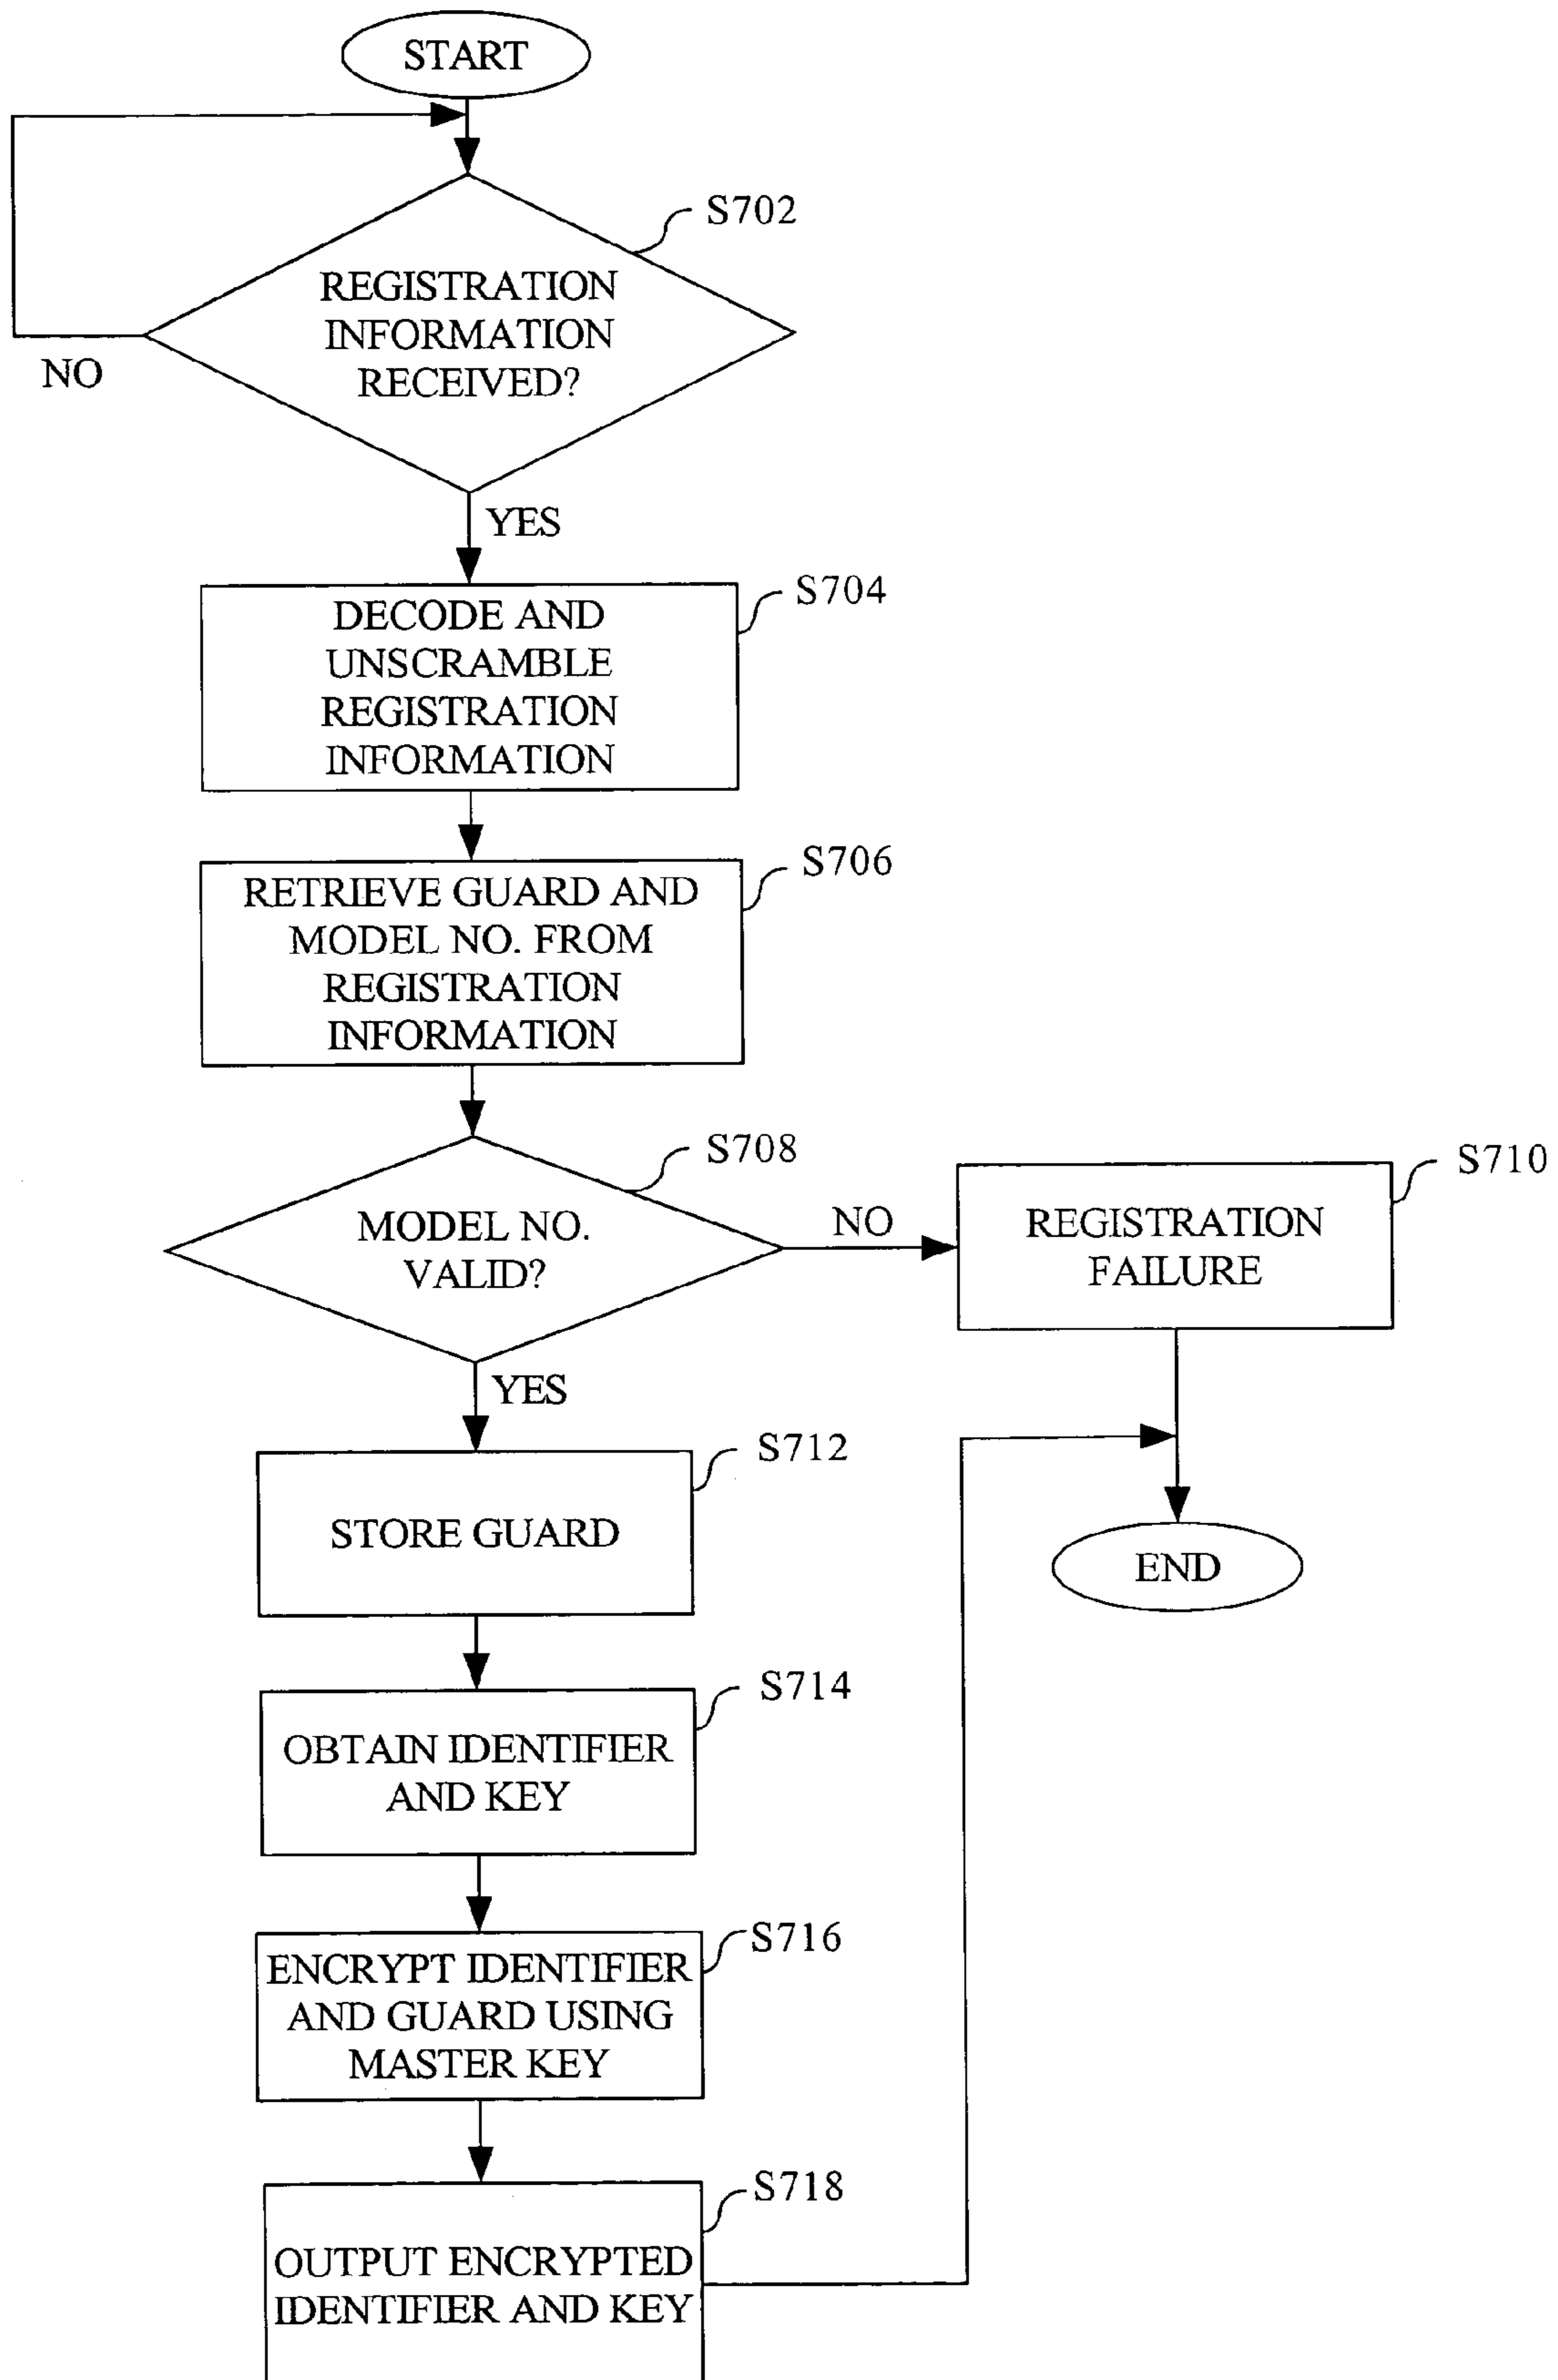 START
S702
REGISTRATION
INFORMATION
RECEIVED?
NO
YES
S704
DECODE AND
UNSCRAMBLE
REGISTRATION
INFORMATION
S706
RETRIEVE GUARD AND
MODEL NO. FROM
REGISTRATION
INFORMATION
S708
MODEL NO.
VALID?
NO
S710
REGISTRATION
FAILURE
YES
S712
STORE GUARD
END
S714
OBTAIN IDENTIFIER
AND KEY
S716
ENCRYPT IDENTIFIER
AND GUARD USING
MASTER KEY
S718
OUTPUT ENCRYPTED
IDENTIFIER AND KEY